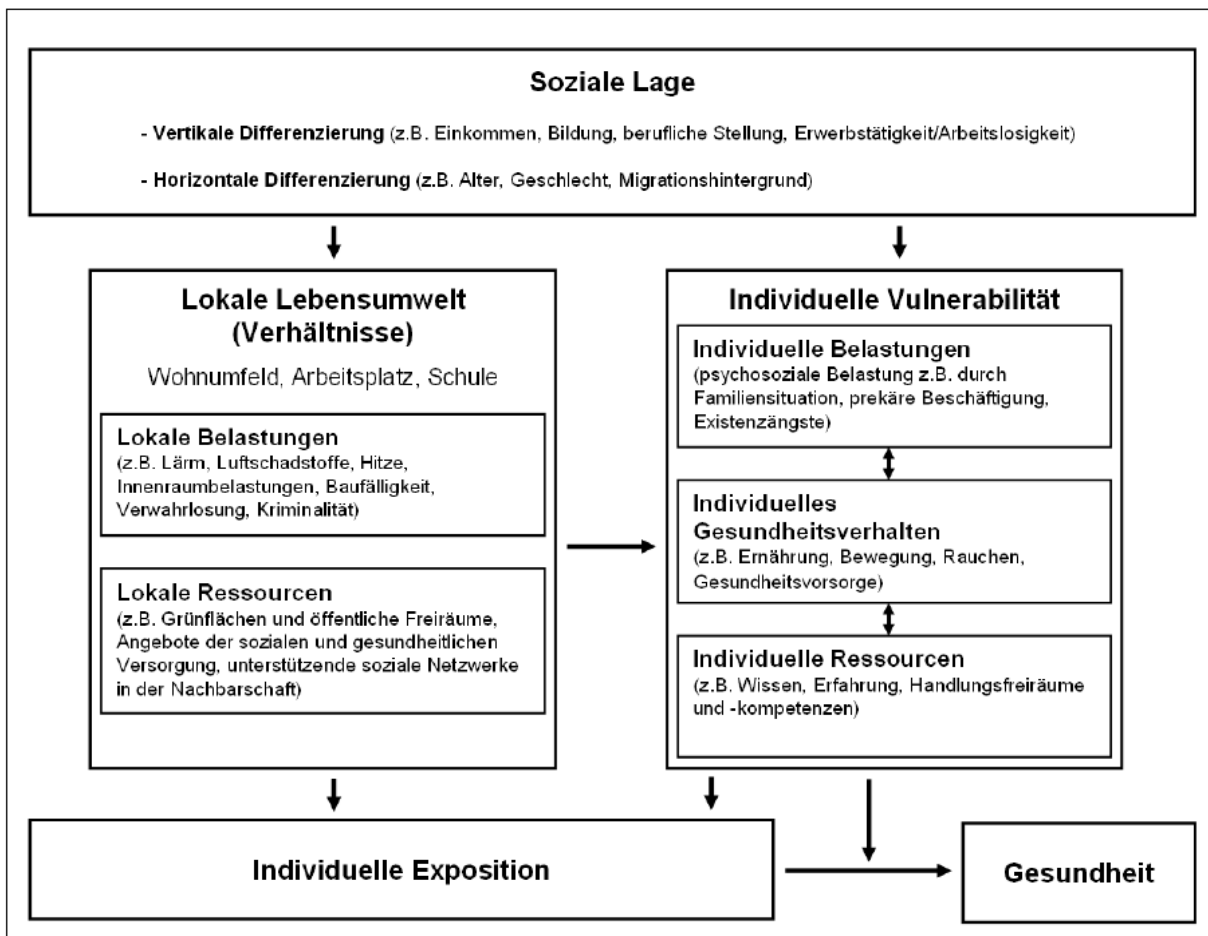 Soziale Lage
- Vertikale Differenzierung (z.B. Einkommen, Bildung, berufliche Stellung, Erwerbstätigkeit/Arbeitslosigkeit)
- Horizontale Differenzierung (z.B. Alter, Geschlecht, Migrationshintergrund)
Lokale Lebensumwelt
(Verhältnisse)
Wohnumfeld, Arbeitsplatz, Schule
Lokale Belastungen
(z.B. Lärm, Luftschadstoffe, Hitze,
Innenraumbelastungen, Baufälligkeit,
Verwahrlosung, Kriminalität)
Lokale Ressourcen
(z.B. Grünflächen und öffentliche Freiräume,
Angebote der sozialen und gesundheitlichen
Versorgung, unterstützende soziale Netzwerke
in der Nachbarschaft)
Individuelle Vulnerabilität
Individuelle Belastungen
(psychosoziale Belastung z.B. durch
Familiensituation, prekäre Beschäftigung,
Existenzängste)
Individuelles
Gesundheitsverhalten
(z.B. Ernährung, Bewegung, Rauchen,
Gesundheitsvorsorge)
Individuelle Ressourcen
(z.B. Wissen, Erfahrung, Handlungsfreiräume
und -kompetenzen)
Individuelle Exposition
Gesundheit